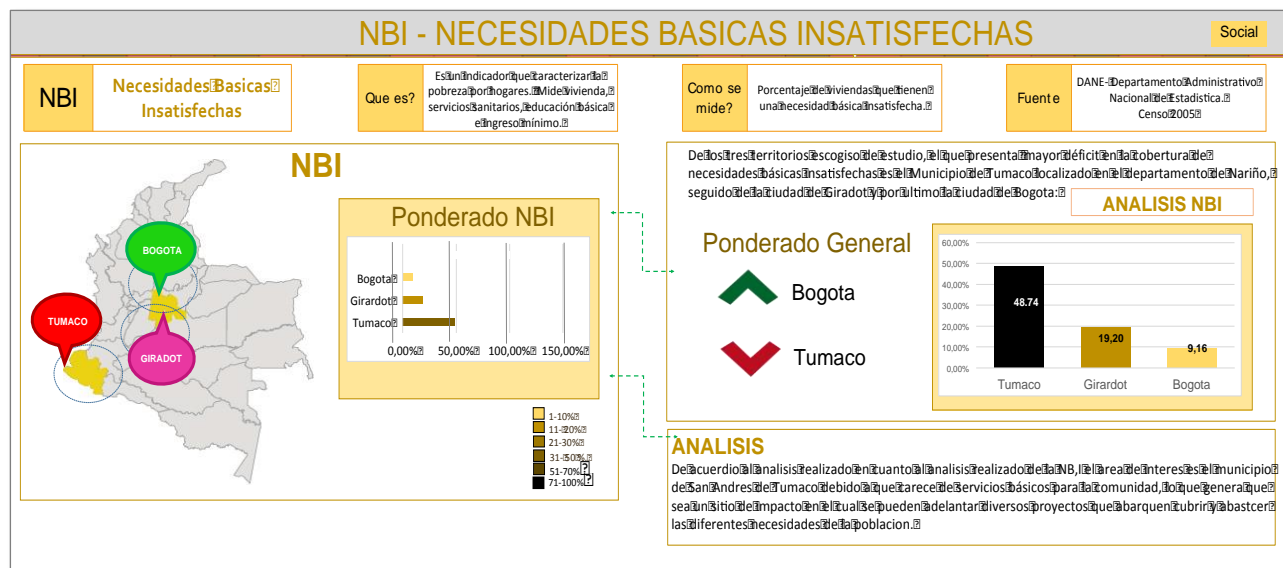 NBI - NECESIDADES BASICAS INSATISFECHAS
Social
NBI
Necesidades Basicas
Insatisfechas
Que es?
Es un indicador que caracterizar la
pobreza por hogares. Mide vivienda,
servicios sanitarios, educación básica
e ingreso mínimo.
Como se
mide?
Porcentaje de viviendas que tienen
una necesidad básica insatisfecha.
Fuente
DANE- Departamento Administrativo
Nacional de Estadistica.
Censo 2005
NBI
BOGOTA
TUMACO
GIRADOT
Ponderado NBI
Bogota
Girardot
Tumaco
0,00% 50,00% 100,00% 150,00%
1-10%
11- 20%
21-30%
31- 50%
51-70%
71-100%
De los tres territorios escogiso de estudio, el que presenta mayor déficit en la cobertura de
necesidades básicas insatisfechas es el Municipio de Tumaco localizado en el departamento de Nariño,
seguido de la ciudad de Giradot y por ultimo la ciudad de Bogota:
ANALISIS NBI
Ponderado General
Bogota
Tumaco
60,00%
50,00%
40,00%
30,00%
20,00%
10,00%
0,00%
48.74
19,20
9,16
Tumaco Girardot Bogota
ANALISIS
De acuerdio al analisis realizado en cuanto al analisis realizado de la NB,I el area de interes es el municipio
de San Andres de Tumaco debido a que carece de servicios básicos para la comunidad, lo que genera que
sea un sitio de impacto en el cual se pueden adelantar diversos proyectos que abarquen cubrir y abastcer
las diferentes necesidades de la poblacion.